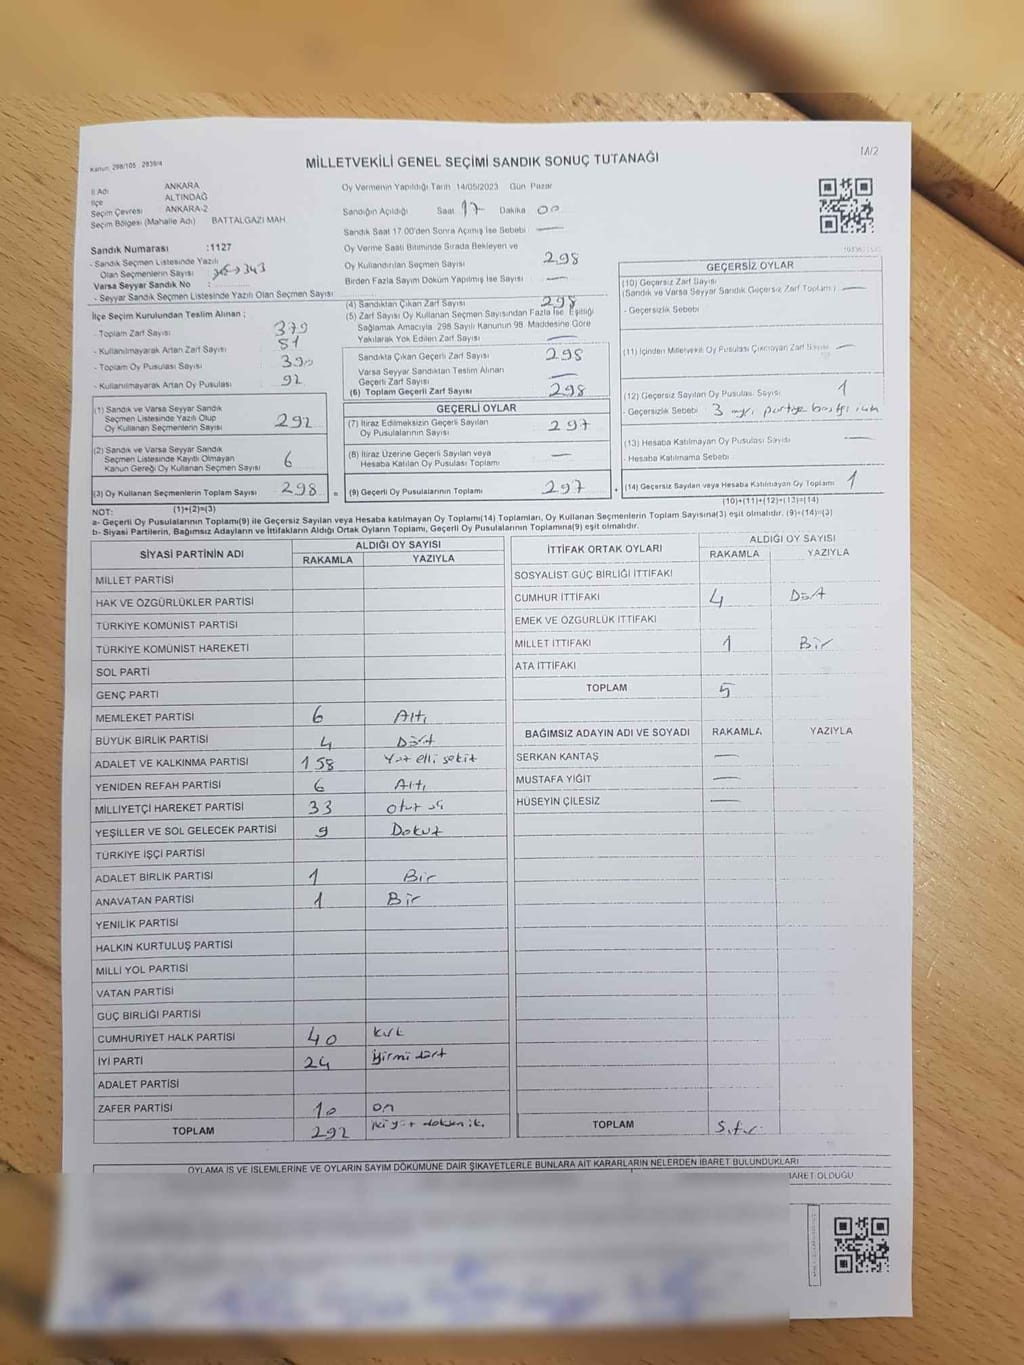 Kanun: 298/105 : 2839/4
MİLLETVEKİLİ GENEL SEÇİMİ SANDIK SONUÇ TUTANAĞI
1A/2
İl Adı ANKARA
İlçe ALTINDAĞ
Seçim Çevresi ANKARA-2
Seçim Bölgesi (Mahalle Adı) BATTALGAZİ MAH.
Sandık Numarası :1127
- Sandık Seçmen Listesinde Yazılı
Olan Seçmenlerin Sayısı : → 343
Varsa Seyyar Sandık No :
- Seyyar Sandık Seçmen Listesinde Yazılı Olan Seçmen Sayısı
Oy Vermenin Yapıldığı Tarih 14/05/2023 Gün Pazar
Sandığın Açıldığı Saat 17 Dakika 00
Sandık Saat 17.00'den Sonra Açılmış İse Sebebi —
Oy Verme Saati Bitiminde Sırada Bekleyen ve
Oy Kullandırılan Seçmen Sayısı 298
Birden Fazla Sayım Döküm Yapılmış İse Sayısı —
İlçe Seçim Kurulundan Teslim Alınan ;
- Toplam Zarf Sayısı 379
- Kullanılmayarak Artan Zarf Sayısı 81
- Toplam Oy Pusulası Sayısı 390
- Kullanılmayarak Artan Oy Pusulası 92
(1) Sandık ve Varsa Seyyar Sandık
Seçmen Listesinde Yazılı Olup
Oy Kullanan Seçmenlerin Sayısı 292
(2) Sandık ve Varsa Seyyar Sandık
Seçmen Listesinde Kayıtlı Olmayan
Kanun Gereği Oy Kullanan Seçmen Sayısı 6
(3) Oy Kullanan Seçmenlerin Toplam Sayısı 298 =
(1)+(2)=(3)
(4) Sandıktan Çıkan Zarf Sayısı 298
(5) Zarf Sayısı Oy Kullanan Seçmen Sayısından Fazla İse, Eşitliği
Sağlamak Amacıyla 298 Sayılı Kanunun 98. Maddesine Göre
Yakılarak Yok Edilen Zarf Sayısı —
Sandıkta Çıkan Geçerli Zarf Sayısı 298
Varsa Seyyar Sandıktan Teslim Alınan
Geçerli Zarf Sayısı —
(6) Toplam Geçerli Zarf Sayısı 298
GEÇERLİ OYLAR
(7) İtiraz Edilmeksizin Geçerli Sayılan
Oy Pusulalarının Sayısı 297
(8) İtiraz Üzerine Geçerli Sayılan veya
Hesaba Katılan Oy Pusulası Toplamı —
(9) Geçerli Oy Pusulalarının Toplamı 297 +
GEÇERSİZ OYLAR
(10) Geçersiz Zarf Sayısı
(Sandık ve Varsa Seyyar Sandık Geçersiz Zarf Toplamı) —
- Geçersizlik Sebebi
(11) İçinden Milletvekili Oy Pusulası Çıkmayan Zarf Sayısı —
(12) Geçersiz Sayılan Oy Pusulası Sayısı 1
- Geçersizlik Sebebi 3 ayrı partiye bastığı için
(13) Hesaba Katılmayan Oy Pusulası Sayısı —
- Hesaba Katılmama Sebebi
(14) Geçersiz Sayılan veya Hesaba Katılmayan Oy Toplamı 1
(10)+(11)+(12)+(13)=(14)
NOT:
a- Geçerli Oy Pusulalarının Toplamı(9) ile Geçersiz Sayılan veya Hesaba katılmayan Oy Toplamı(14) Toplamları, Oy Kullanan Seçmenlerin Toplam Sayısına(3) eşit olmalıdır. (9)+(14)=(3)
b- Siyasi Partilerin, Bağımsız Adayların ve İttifakların Aldığı Oyların Toplamı, Geçerli Oy Pusulalarının Toplamına(9) eşit olmalıdır.
SİYASİ PARTİNİN ADI ALDIĞI OY SAYISI
RAKAMLA YAZIYLA
MİLLET PARTİSİ
HAK VE ÖZGÜRLÜKLER PARTİSİ
TÜRKİYE KOMÜNİST PARTİSİ
TÜRKİYE KOMÜNİST HAREKETİ
SOL PARTİ
GENÇ PARTİ
MEMLEKET PARTİSİ 6 Altı
BÜYÜK BİRLİK PARTİSİ 4 Dört
ADALET VE KALKINMA PARTİSİ 158 Yüz elli sekiz
YENİDEN REFAH PARTİSİ 6 Altı
MİLLİYETÇİ HAREKET PARTİSİ 33 Otuz üç
YEŞİLLER VE SOL GELECEK PARTİSİ 9 Dokuz
TÜRKİYE İŞÇİ PARTİSİ
ADALET BİRLİK PARTİSİ 1 Bir
ANAVATAN PARTİSİ 1 Bir
YENİLİK PARTİSİ
HALKIN KURTULUŞ PARTİSİ
MİLLİ YOL PARTİSİ
VATAN PARTİSİ
GÜÇ BİRLİĞİ PARTİSİ
CUMHURİYET HALK PARTİSİ 40 kırk
İYİ PARTİ 24 Yirmi dört
ADALET PARTİSİ
ZAFER PARTİSİ 10 on
TOPLAM 292 iki yüz doksan iki
İTTİFAK ORTAK OYLARI ALDIĞI OY SAYISI
RAKAMLA YAZIYLA
SOSYALİST GÜÇ BİRLİĞİ İTTİFAKI
CUMHUR İTTİFAKI 4 Dört
EMEK VE ÖZGÜRLÜK İTTİFAKI
MİLLET İTTİFAKI 1 Bir
ATA İTTİFAKI
TOPLAM 5
BAĞIMSIZ ADAYIN ADI VE SOYADI RAKAMLA YAZIYLA
SERKAN KANTAŞ —
MUSTAFA YİĞİT —
HÜSEYİN ÇİLESİZ —
TOPLAM Sıfır
OYLAMA İŞ VE İŞLEMLERİNE VE OYLARIN SAYIM DÖKÜMÜNE DAİR ŞİKAYETLERLE BUNLARA AİT KARARLARIN NELERDEN İBARET BULUNDUKLARI
İBARET OLDUĞU